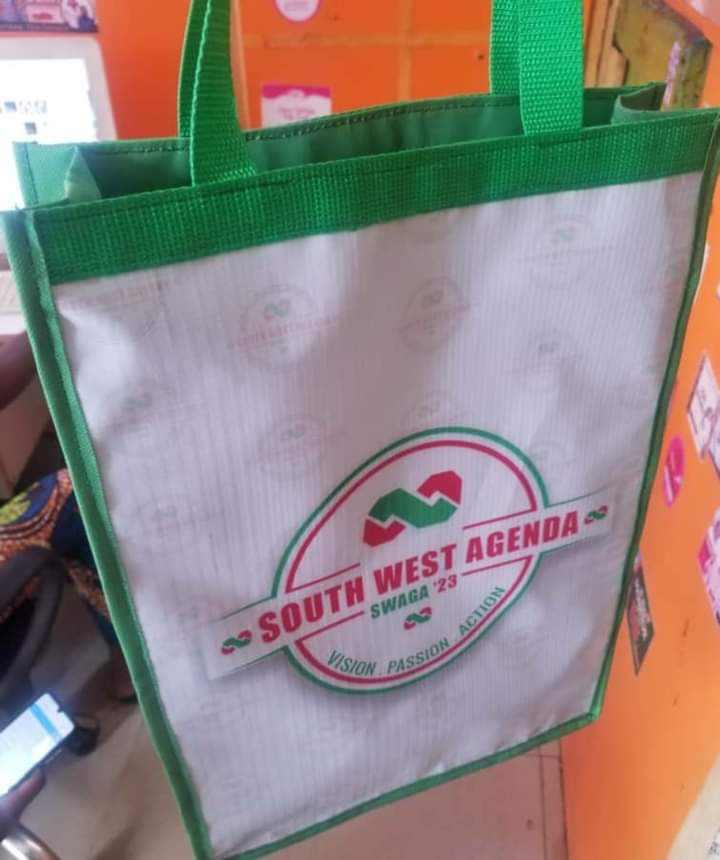 SOUTH WEST AGENDA
SWAGA '23
VISION . PASSION . ACTION